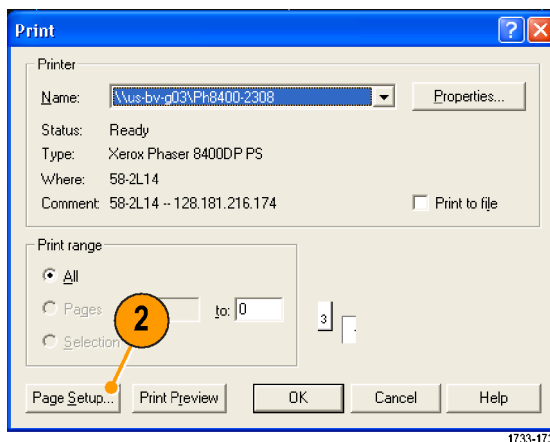 Print
Printer
Name: \\us-bv-g03\Ph8400-2308 Properties...
Status: Ready
Type: Xerox Phaser 8400DP PS
Where: 58-2L14
Comment: 58-2L14 -- 128.181.216.174 Print to file
Print range
All
Pages to: 0
3
2
Selection
Page Setup... Print Preview OK Cancel Help